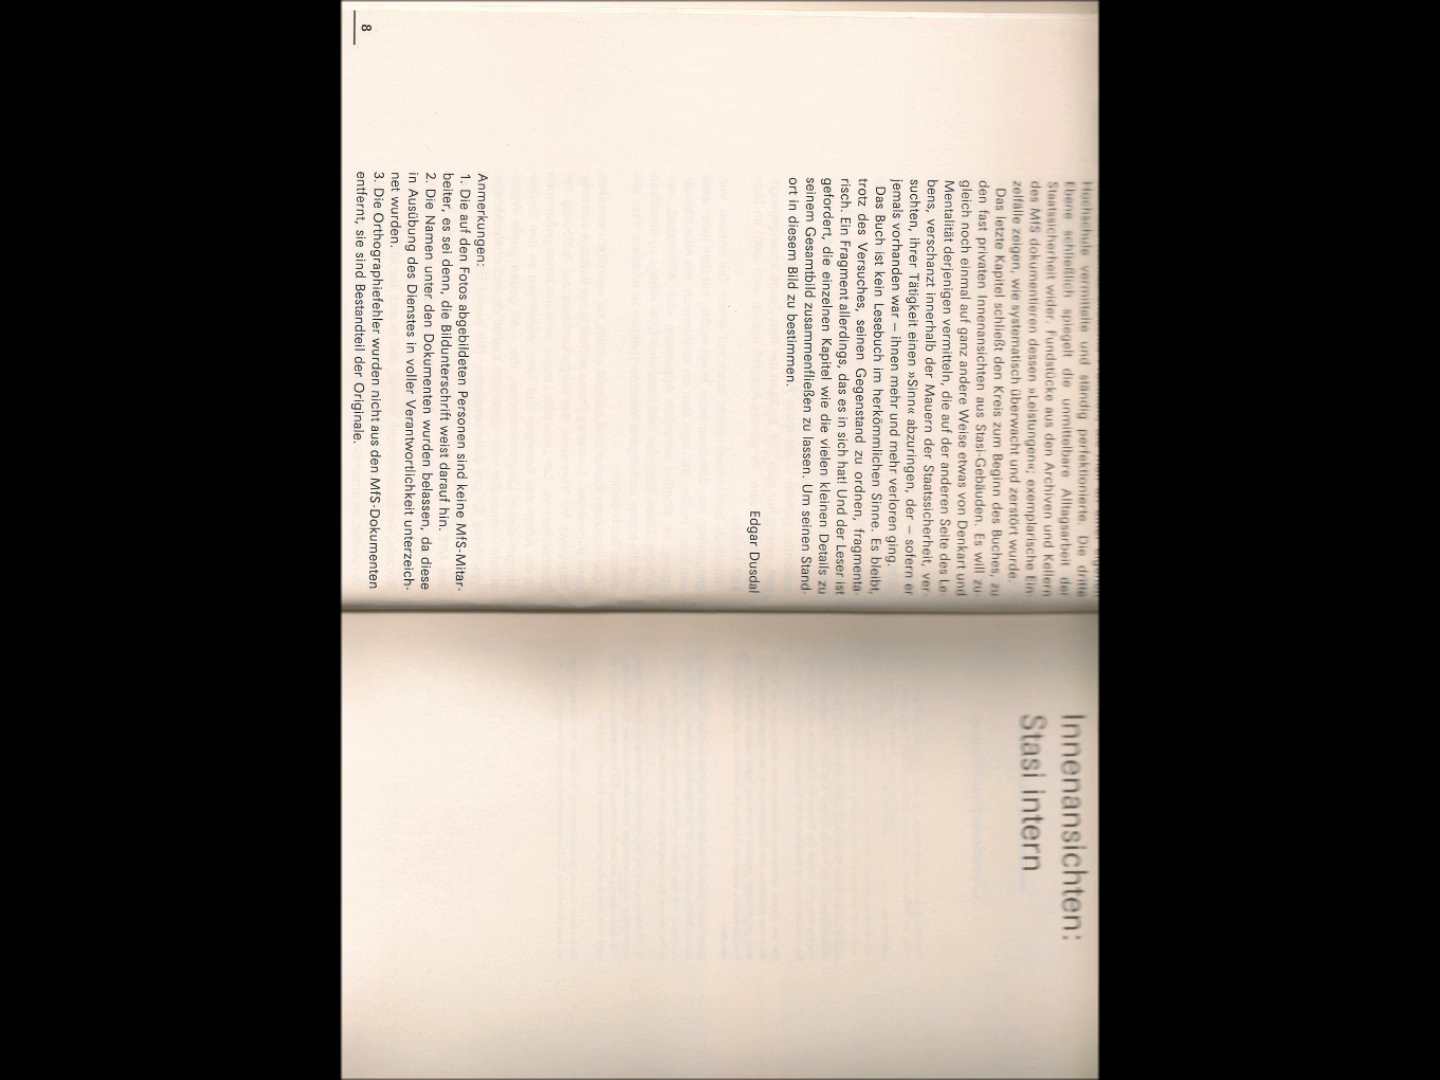 Hochschule vermittelte und ständig perfektionierte. Die dritte
Ebene schließlich spiegelt die unmittelbare Alltagsarbeit der
Staatssicherheit wider. Fundstücke aus den Archiven und Kellern
des MfS dokumentieren dessen »Leistungen«; exemplarische Ein-
zelfälle zeigen, wie systematisch überwacht und zerstört wurde.
Das letzte Kapitel schließt den Kreis zum Beginn des Buches, zu
den fast privaten Innenansichten aus Stasi-Gebäuden. Es will zu-
gleich noch einmal auf ganz andere Weise etwas von Denkart und
Mentalität derjenigen vermitteln, die auf der anderen Seite des Le-
bens, verschanzt innerhalb der Mauern der Staatssicherheit, ver-
suchten, ihrer Tätigkeit einen »Sinn« abzuringen, der – sofern er
jemals vorhanden war – ihnen mehr und mehr verloren ging.
Das Buch ist kein Lesebuch im herkömmlichen Sinne. Es bleibt,
trotz des Versuches, seinen Gegenstand zu ordnen, fragmenta-
risch. Ein Fragment allerdings, das es in sich hat! Und der Leser ist
gefordert, die einzelnen Kapitel wie die vielen kleinen Details zu
seinem Gesamtbild zusammenfließen zu lassen. Um seinen Stand-
ort in diesem Bild zu bestimmen.
Edgar Dusdal
Anmerkungen:
1. Die auf den Fotos abgebildeten Personen sind keine MfS-Mitar-
beiter, es sei denn, die Bildunterschrift weist darauf hin.
2. Die Namen unter den Dokumenten wurden belassen, da diese
in Ausübung des Dienstes in voller Verantwortlichkeit unterzeich-
net wurden.
3. Die Orthographiefehler wurden nicht aus den MfS-Dokumenten
entfernt, sie sind Bestandteil der Originale.
8
Innenansichten:
Stasi intern